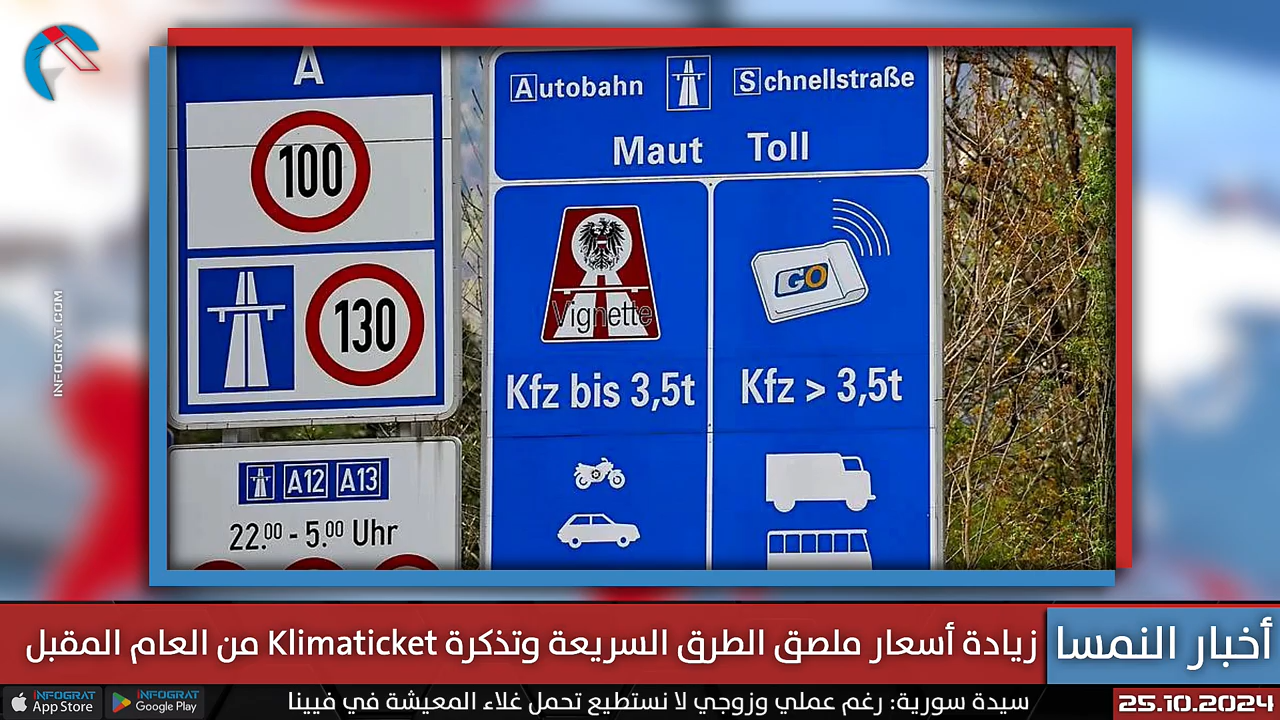 A
100
130
A12 A13
22.00 - 5.00 Uhr
Autobahn Schnellstraße
Maut Toll
Vignette
GO
Kfz bis 3,5t
Kfz > 3,5t
INFOGRAT.COM
أخبار النمسا
زيادة أسعار ملصق الطرق السريعة وتذكرة Klimaticket من العام المقبل
25.10.2024
سيدة سورية: رغم عملي وزوجي لا نستطيع تحمل غلاء المعيشة في فيينا
INFOGRAT
App Store
INFOGRAT
Google Play